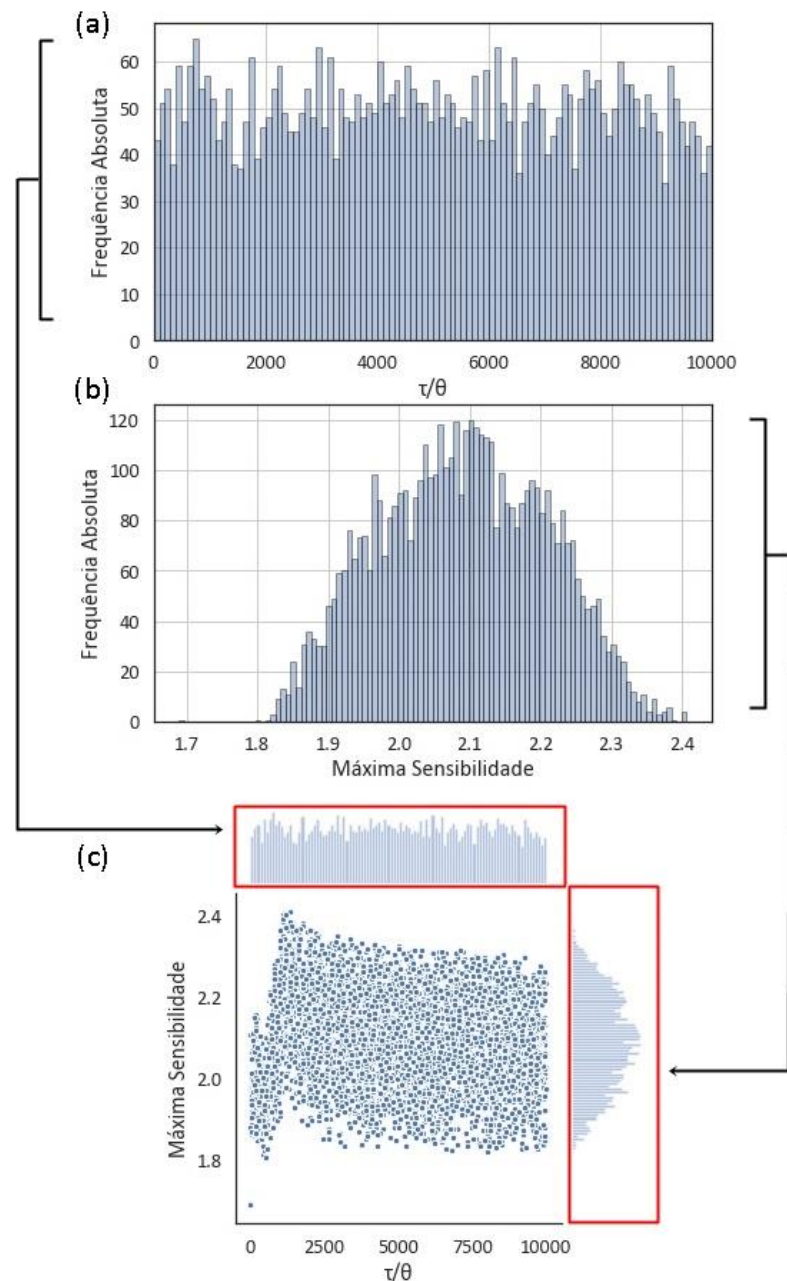 (a)
Frequência Absoluta
60
50
40
30
20
10
0
0 2000 4000 6000 8000 10000
τ/θ
(b)
Frequência Absoluta
120
100
80
60
40
20
0
1.7 1.8 1.9 2.0 2.1 2.2 2.3 2.4
Máxima Sensibilidade
(c)
Máxima Sensibilidade
2.4
2.2
2.0
1.8
0 2500 5000 7500 10000
τ/θ